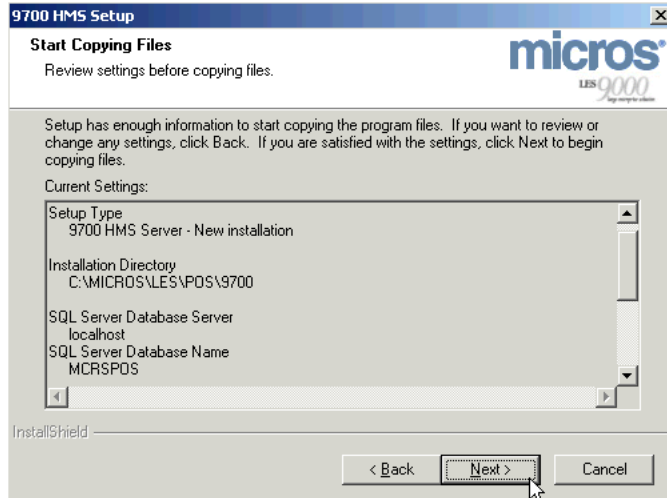 9700 HMS Setup
Start Copying Files
Review settings before copying files.
micros
LES 9000
Setup has enough information to start copying the program files. If you want to review or
change any settings, click Back. If you are satisfied with the settings, click Next to begin
copying files.
Current Settings:
Setup Type
9700 HMS Server - New installation
Installation Directory
C:\MICROS\LES\POS\9700
SQL Server Database Server
localhost
SQL Server Database Name
MCRSPOS
InstallShield
< Back
Next >
Cancel